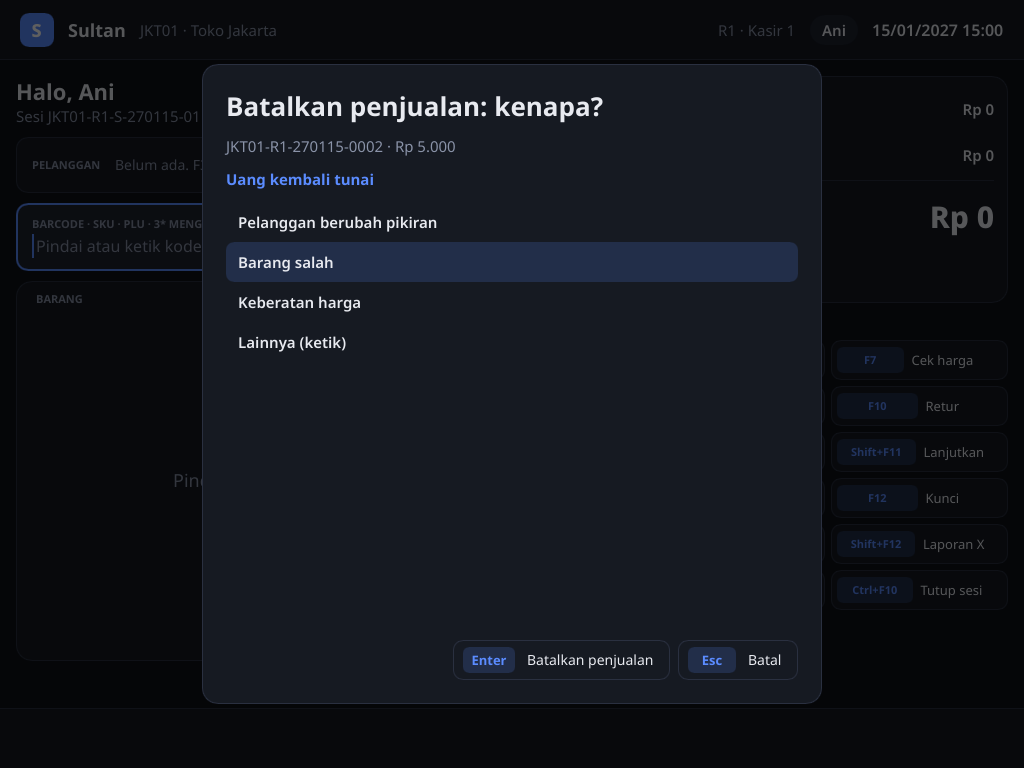 S Sultan JKT01 · Toko Jakarta R1 · Kasir 1 Ani 15/01/2027 15:00
Halo, Ani
Sesi JKT01-R1-S-270115-01
PELANGGAN Belum ada.
BARCODE · SKU · PLU · 3* MENG
Pindai atau ketik kode
BARANG
Batalkan penjualan: kenapa?
JKT01-R1-270115-0002 · Rp 5.000
Uang kembali tunai
Pelanggan berubah pikiran
Barang salah
Keberatan harga
Lainnya (ketik)
Enter Batalkan penjualan Esc Batal
Rp 0
Rp 0
Rp 0
F7 Cek harga
F10 Retur
Shift+F11 Lanjutkan
F12 Kunci
Shift+F12 Laporan X
Ctrl+F10 Tutup sesi